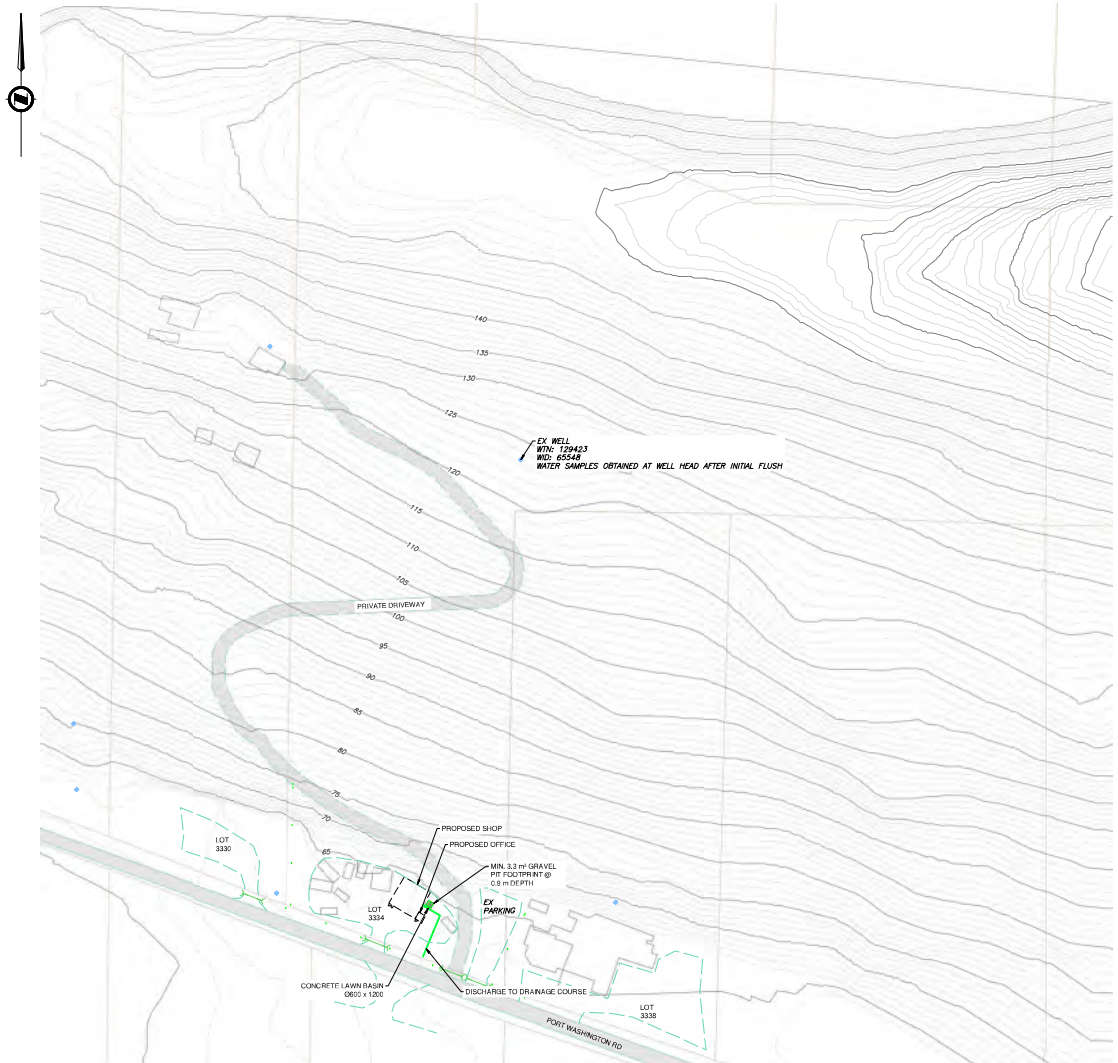 140
135
130
125
EX WELL
WTN: 129423
WID: 65548
WATER SAMPLES OBTAINED AT WELL HEAD AFTER INITIAL FLUSH
120
115
110
105
PRIVATE DRIVEWAY
100
95
90
85
80
75
70
65
PROPOSED SHOP
PROPOSED OFFICE
MIN. 3.3 m² GRAVEL
PIT FOOTPRINT @
0.9 m DEPTH
LOT
3330
LOT
3334
EX
PARKING
CONCRETE LAWN BASIN
Ø600 x 1200
DISCHARGE TO DRAINAGE COURSE
LOT
3338
PORT WASHINGTON RD